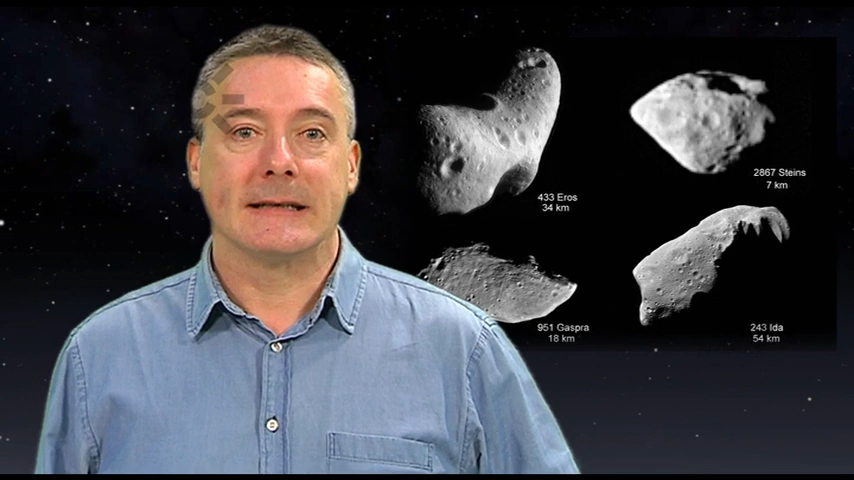 433 Eros
34 km
2867 Steins
7 km
951 Gaspra
18 km
243 Ida
54 km